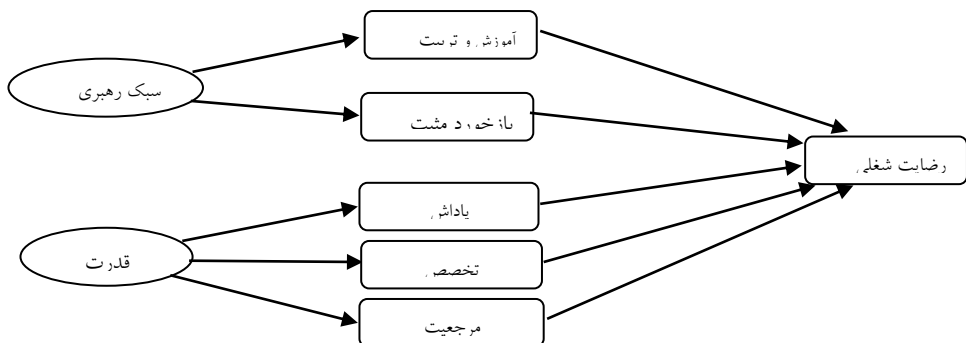 آموزش و تربیت
سبک رهبری
بازخورد مثبت
رضایت شغلی
پاداش
قدرت
تخصص
مرجعیت